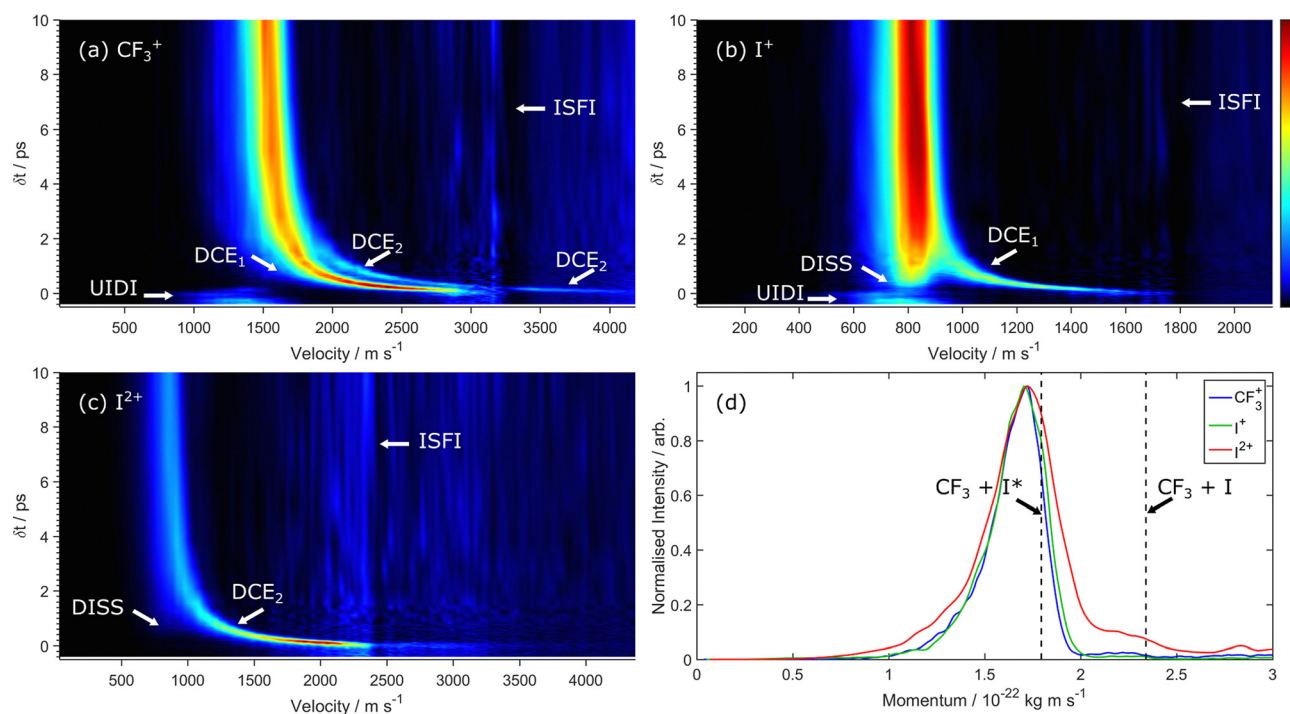 (a) CF₃⁺
ISFI
DCE₁
DCE₂
DCE₂
UIDI
10
8
6
4
2
0
δt / ps
500 1000 1500 2000 2500 3000 3500 4000
Velocity / m s⁻¹
(b) I⁺
ISFI
DCE₁
DISS
UIDI
10
8
6
4
2
0
δt / ps
200 400 600 800 1000 1200 1400 1600 1800 2000
Velocity / m s⁻¹
(c) I²⁺
ISFI
DCE₂
DISS
10
8
6
4
2
0
δt / ps
500 1000 1500 2000 2500 3000 3500 4000
Velocity / m s⁻¹
(d)
CF₃⁺
I⁺
I²⁺
CF₃ + I*
CF₃ + I
1
0.8
0.6
0.4
0.2
0
Normalised Intensity / arb.
0 0.5 1 1.5 2 2.5 3
Momentum / 10⁻²² kg m s⁻¹